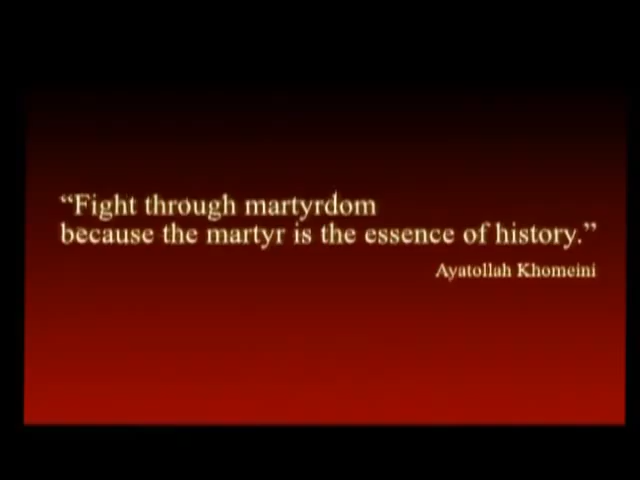 “Fight through martyrdom
because the martyr is the essence of history.”
Ayatollah Khomeini